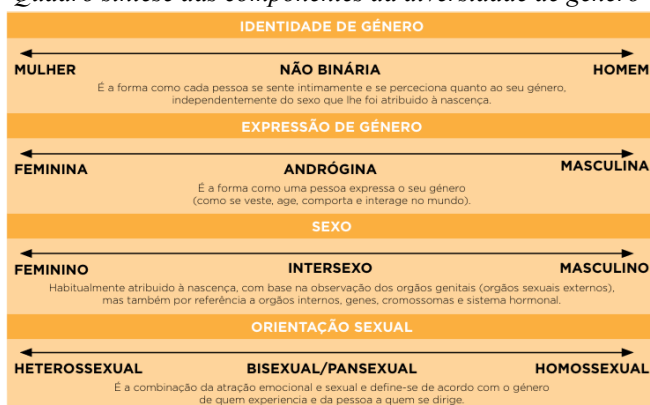 Quadro síntese das componentes da diversidade de género
IDENTIDADE DE GÉNERO
MULHER NÃO BINÁRIA HOMEM
É a forma como cada pessoa se sente intimamente e se perceciona quanto ao seu género,
independentemente do sexo que lhe foi atribuido à nascença.
EXPRESSÃO DE GÉNERO
FEMININA ANDRÓGINA MASCULINA
É a forma como uma pessoa expressa o seu género
(como se veste, age, comporta e interage no mundo).
SEXO
FEMININO INTERSEXO MASCULINO
Habitualmente atribuido à nascença, com base na observação dos orgãos genitais (orgãos sexuais externos),
mas também por referência a orgãos internos, genes, cromossomas e sistema hormonal.
ORIENTAÇÃO SEXUAL
HETEROSSEXUAL BISEXUAL/PANSEXUAL HOMOSSEXUAL
É a combinação da atração emocional e sexual e define-se de acordo com o género
de quem experiencia e da pessoa a quem se dirige.